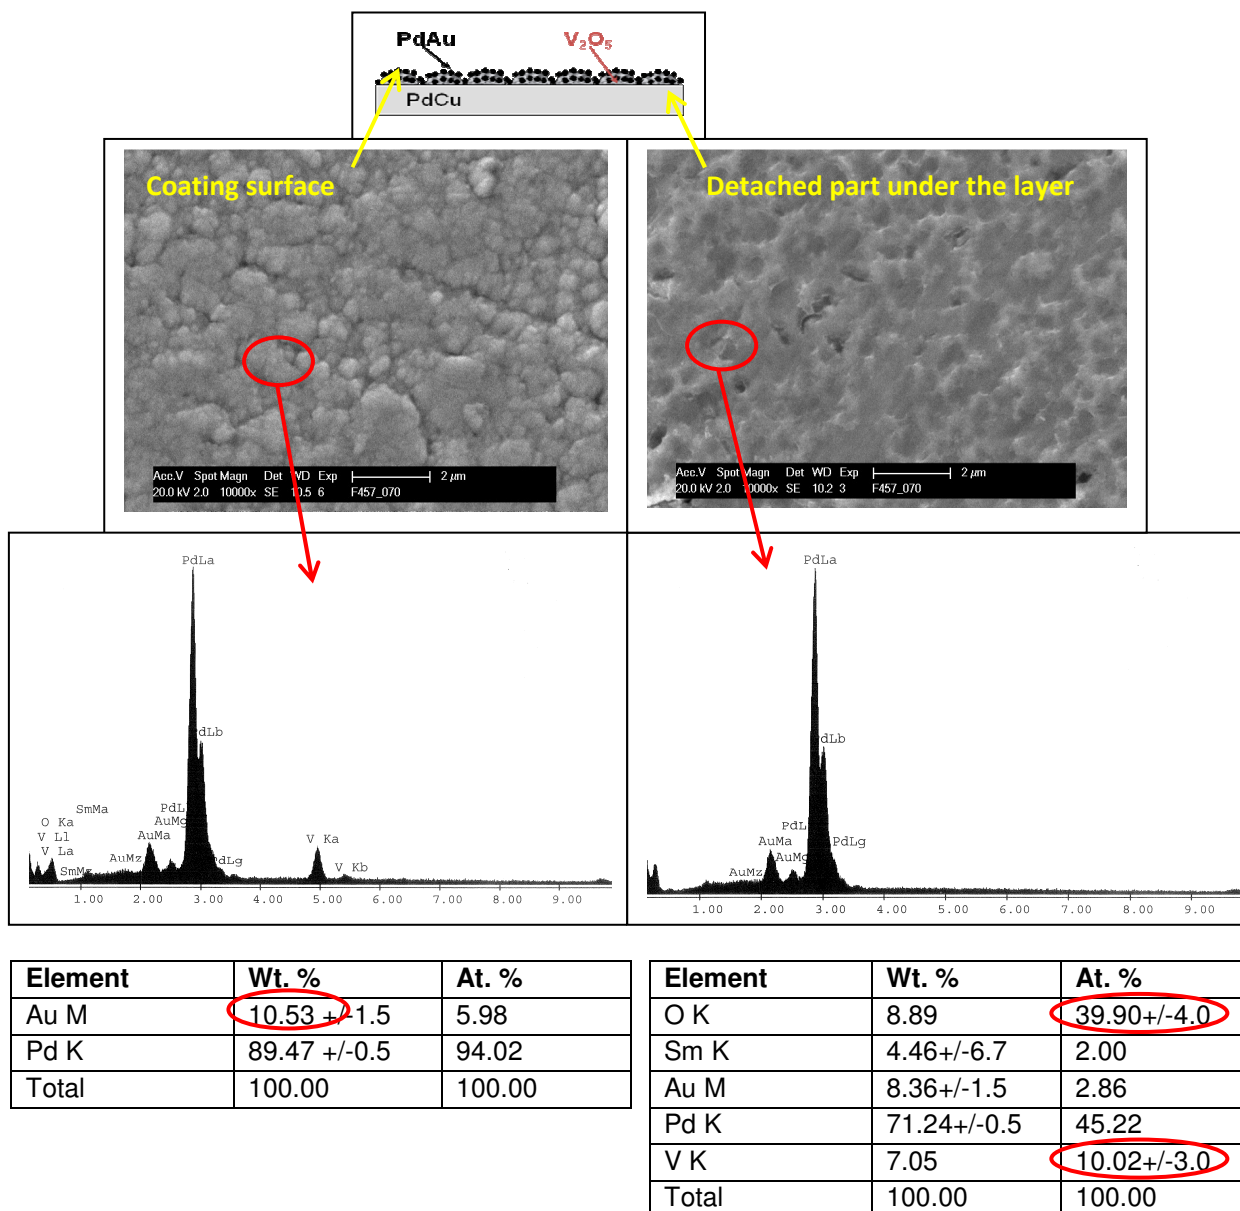 PdAu V₂O₅
PdCu
Coating surface
Detached part under the layer
Acc.V Spot Magn Det WD Exp 2 µm
20.0 kV 2.0 10000x SE 10.5 6 F457_070
Acc.V Spot Magn Det WD Exp 2 µm
20.0 kV 2.0 10000x SE 10.2 3 F457_070
PdLa
PdLb
SmMa
PdL
O Ka
AuMg
V Ll
AuMa
V Ka
V La
AuMz
PdLg
V Kb
SmMz
1.00 2.00 3.00 4.00 5.00 6.00 7.00 8.00 9.00
PdLa
PdLb
PdL
AuMa
PdLg
AuMg
AuMz
1.00 2.00 3.00 4.00 5.00 6.00 7.00 8.00 9.00
Element Wt. % At. %
Au M 10.53 +/-1.5 5.98
Pd K 89.47 +/-0.5 94.02
Total 100.00 100.00
Element Wt. % At. %
O K 8.89 39.90+/-4.0
Sm K 4.46+/-6.7 2.00
Au M 8.36+/-1.5 2.86
Pd K 71.24+/-0.5 45.22
V K 7.05 10.02+/-3.0
Total 100.00 100.00